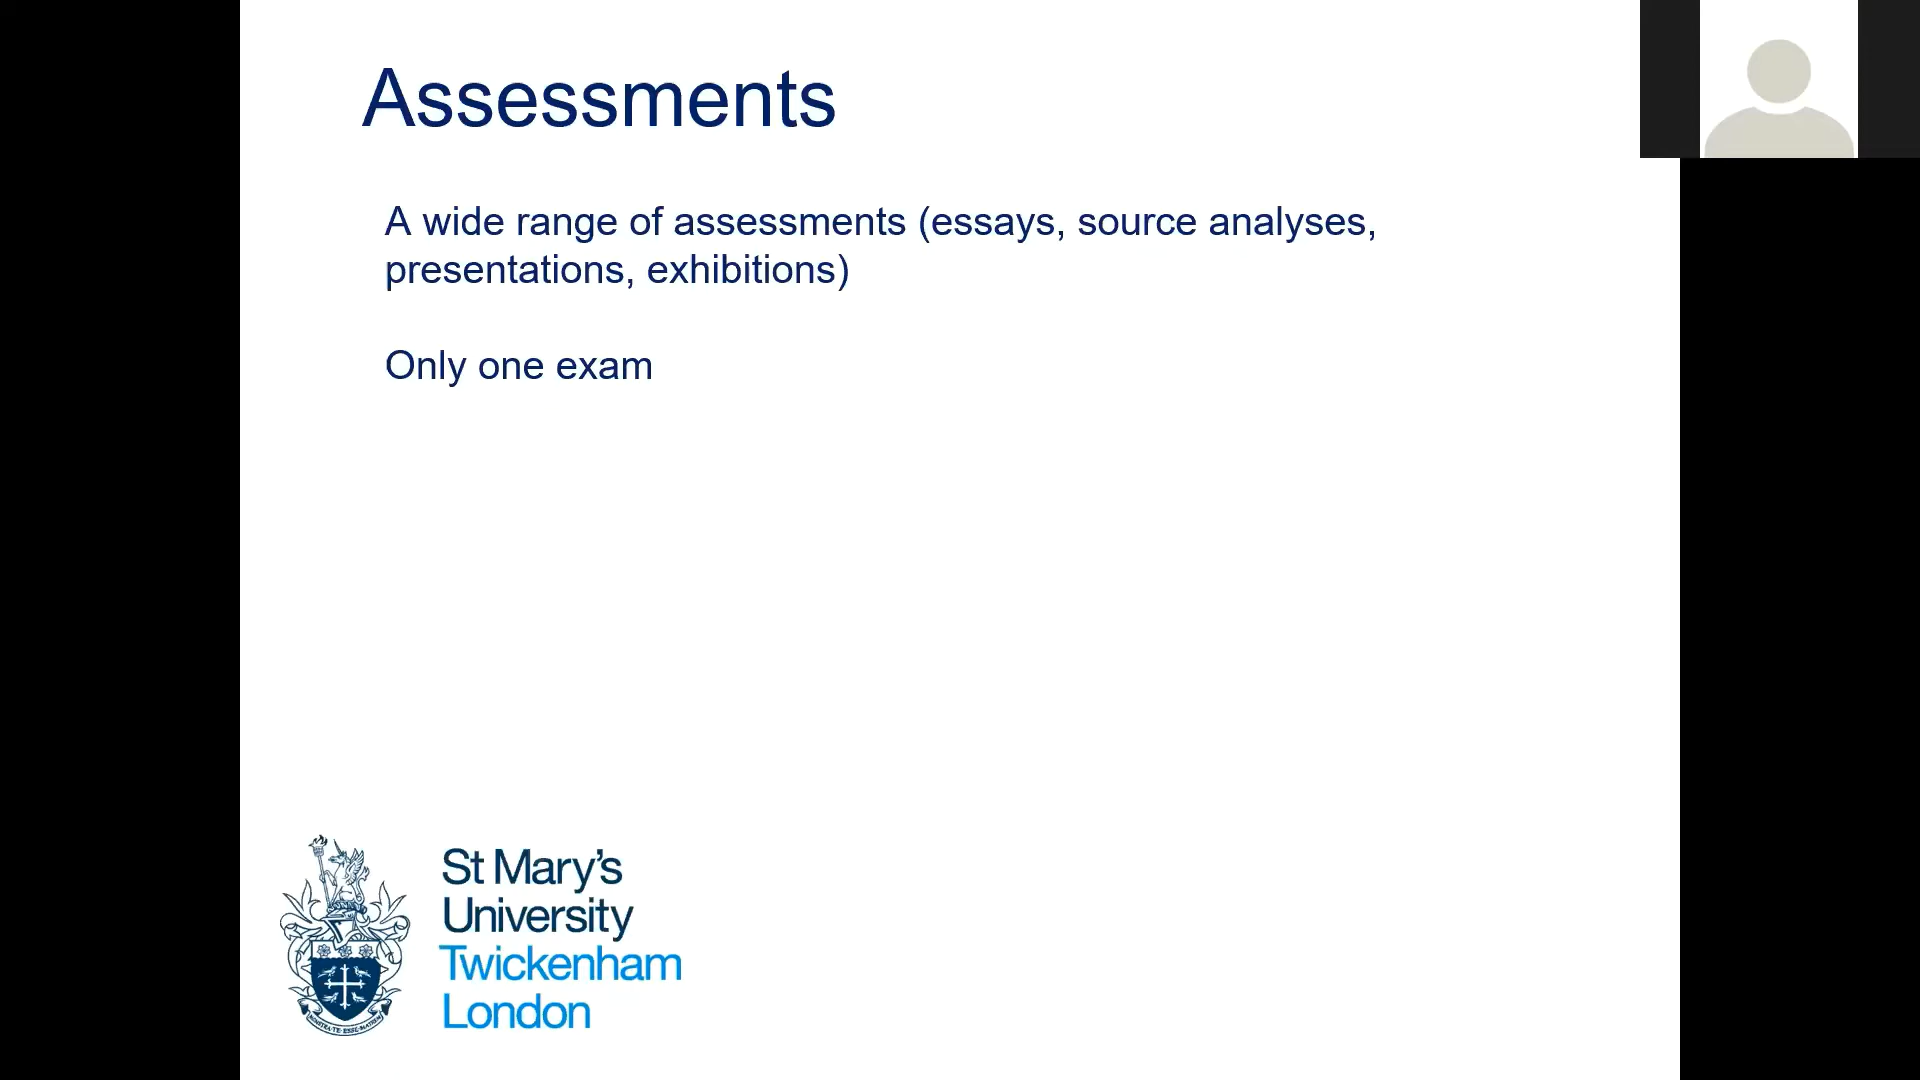 Assessments
A wide range of assessments (essays, source analyses,
presentations, exhibitions)
Only one exam
St Mary’s
University
Twickenham
London